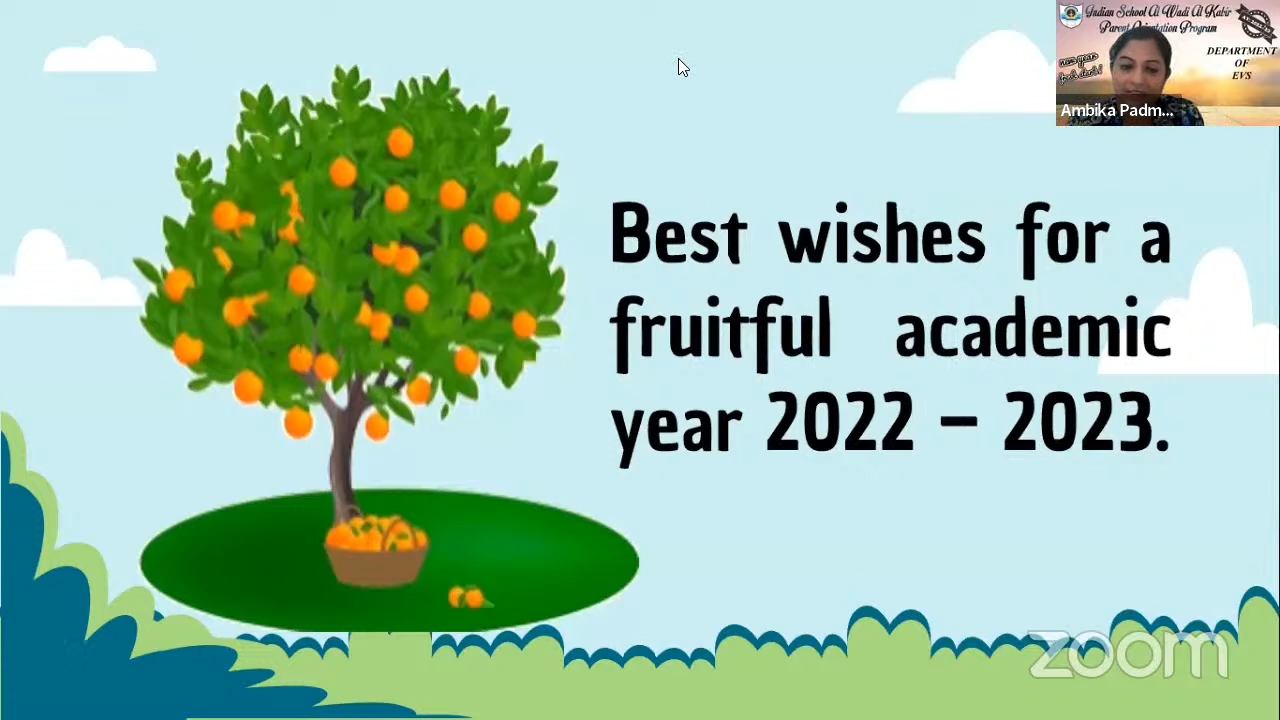 Indian School Al Wadi Al Kabir
Parent Orientation Program
DEPARTMENT
OF
EVS
Ambika Padm...
Best wishes for a
fruitful academic
year 2022 – 2023.
zoom